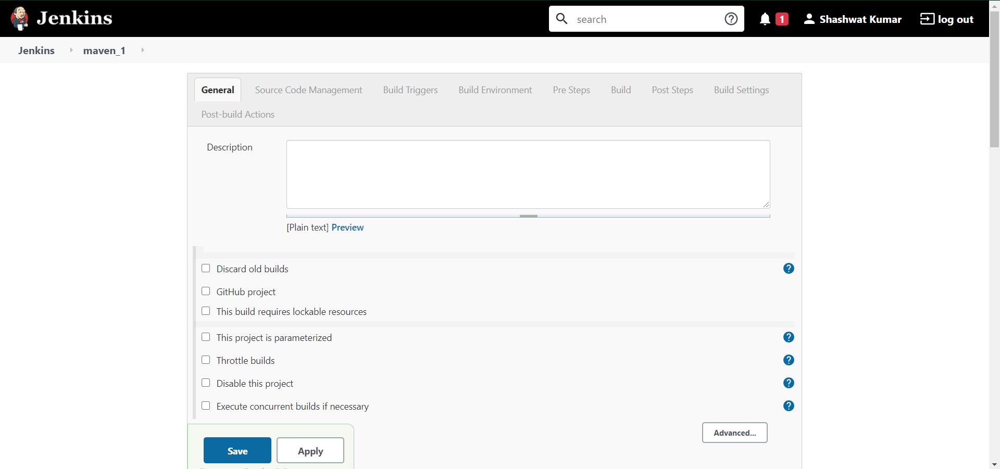 Jenkins
search
1
Shashwat Kumar
log out
Jenkins
maven_1
General
Source Code Management
Build Triggers
Build Environment
Pre Steps
Build
Post Steps
Build Settings
Post-build Actions
Description
[Plain text] Preview
Discard old builds
?
GitHub project
This build requires lockable resources
This project is parameterized
?
Throttle builds
?
Disable this project
?
Execute concurrent builds if necessary
?
Advanced...
Save
Apply